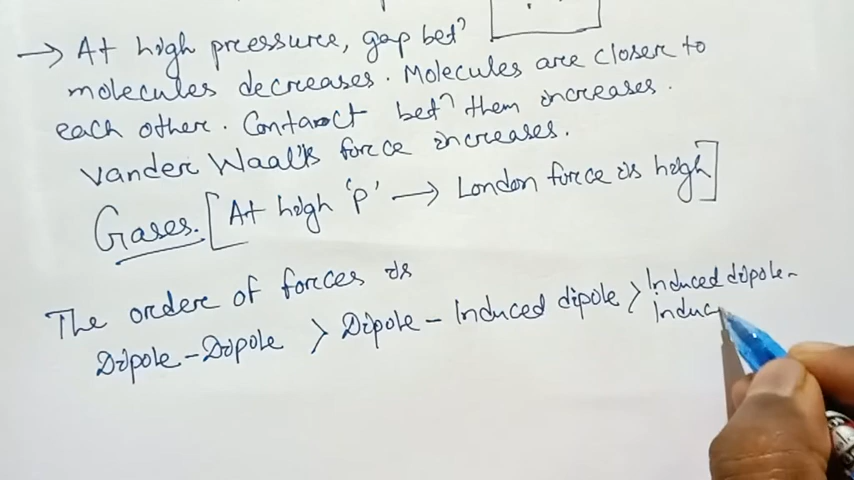 → At high pressure, gap betⁿ
molecules decreases. Molecules are closer to
each other. Contact betⁿ them increases.
Vander Waal's force increases.
Gases. [At high 'p' → London force is high]
The order of forces is
Dipole-Dipole > Dipole - Induced dipole > Induced dipole-
Induc